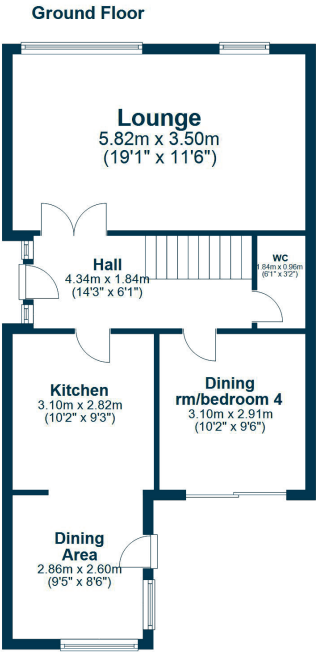 Ground Floor
Lounge
5.82m x 3.50m
(19'1" x 11'6")
Hall
4.34m x 1.84m
(14'3" x 6'1")
WC
1.84m x 0.96m
(6'1" x 3'2")
Kitchen
3.10m x 2.82m
(10'2" x 9'3")
Dining
rm/bedroom 4
3.10m x 2.91m
(10'2" x 9'6")
Dining
Area
2.86m x 2.60m
(9'5" x 8'6")